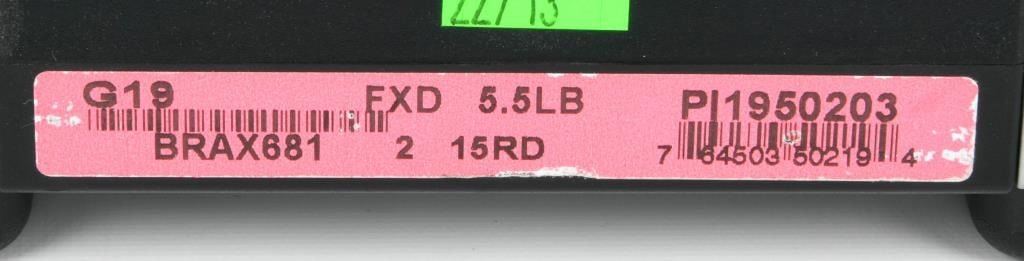 G19 FXD 5.5LB PI1950203
BRAX681 2 15RD 7 64503 50219 4